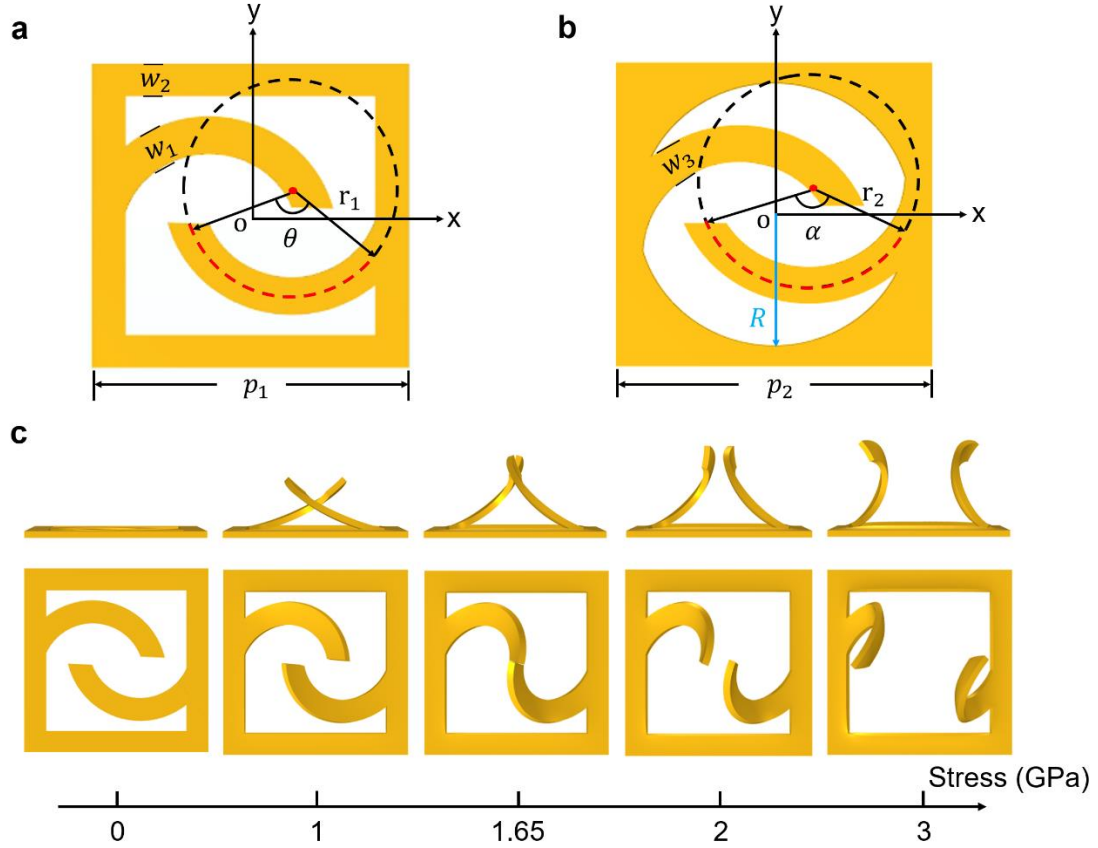 a
y
w₂
w₁
r₁
o
x
θ
p₁
b
y
w₃
r₂
o
x
α
R
p₂
c
Stress (GPa)
0
1
1.65
2
3